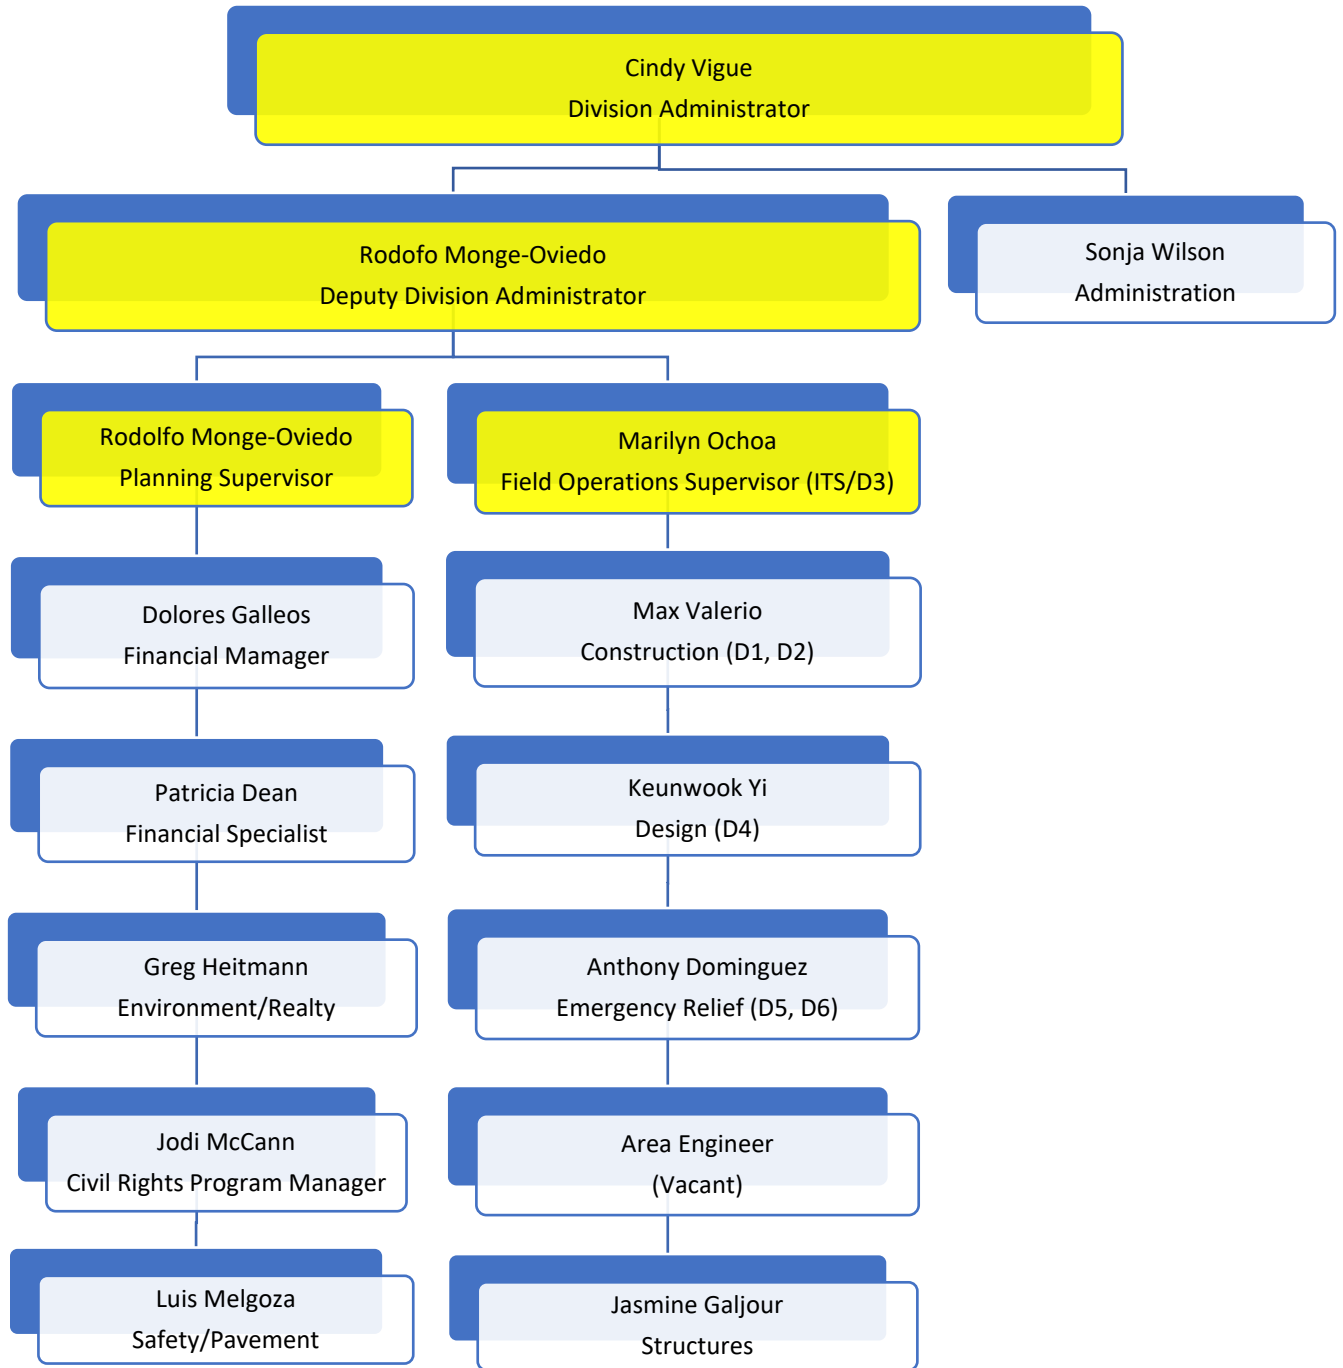 Cindy Vigue
Division Administrator
Rodofo Monge-Oviedo
Deputy Division Administrator
Sonja Wilson
Administration
Rodolfo Monge-Oviedo
Planning Supervisor
Marilyn Ochoa
Field Operations Supervisor (ITS/D3)
Dolores Galleos
Financial Mamager
Max Valerio
Construction (D1, D2)
Patricia Dean
Financial Specialist
Keunwook Yi
Design (D4)
Greg Heitmann
Environment/Realty
Anthony Dominguez
Emergency Relief (D5, D6)
Jodi McCann
Civil Rights Program Manager
Area Engineer
(Vacant)
Luis Melgoza
Safety/Pavement
Jasmine Galjour
Structures